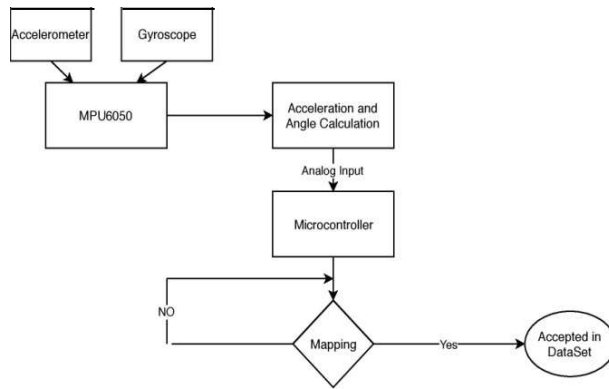 Accelerometer
Gyroscope
MPU6050
Acceleration and
Angle Calculation
Analog Input
Microcontroller
NO
Mapping
Yes
Accepted in
DataSet